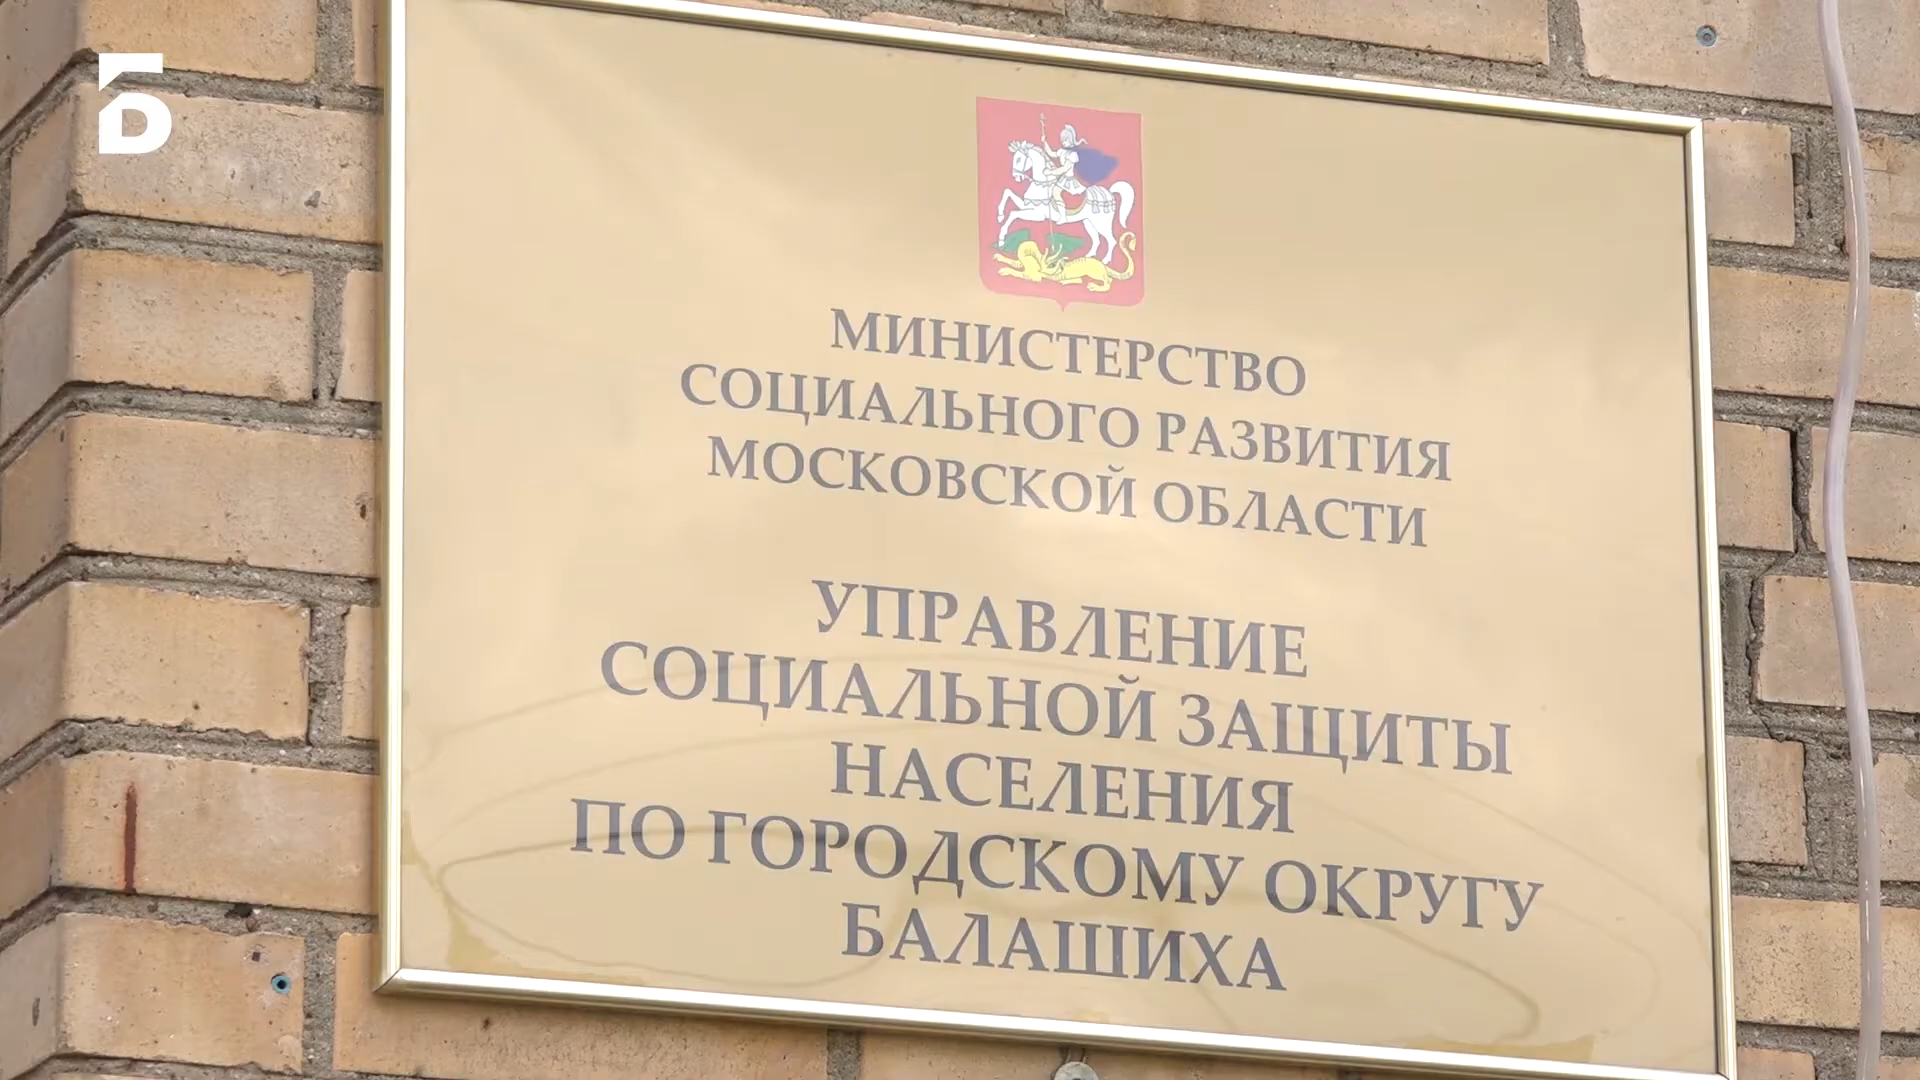 Б
МИНИСТЕРСТВО
СОЦИАЛЬНОГО РАЗВИТИЯ
МОСКОВСКОЙ ОБЛАСТИ
УПРАВЛЕНИЕ
СОЦИАЛЬНОЙ ЗАЩИТЫ
НАСЕЛЕНИЯ
ПО ГОРОДСКОМУ ОКРУГУ
БАЛАШИХА